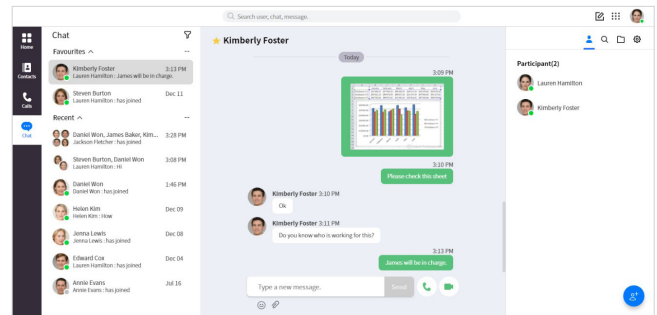 Search user, chat, message.
Home
Contacts
Calls
Chat
Chat
Favourites
Kimberly Foster 3:13 PM
Lauren Hamilton : James will be in charge.
Steven Burton Dec 11
Lauren Hamilton : has joined
Recent
Daniel Won, James Baker, Kim... 3:28 PM
Jackson Fletcher : has joined
Steven Burton, Daniel Won 3:08 PM
Lauren Hamilton : Hi
Daniel Won 1:46 PM
Daniel Won : has joined
Helen Kim Dec 09
Helen Kim : How
Jenna Lewis Dec 08
Jenna Lewis : has joined
Edward Cox Dec 04
Lauren Hamilton : has joined
Annie Evans Jul 16
Annie Evans : has joined
Kimberly Foster
Today
3:09 PM
3:10 PM
Please check this sheet
Kimberly Foster 3:10 PM
Ok
Kimberly Foster 3:11 PM
Do you know who is working for this?
3:13 PM
James will be in charge.
Type a new message.
Send
Participant(2)
Lauren Hamilton
Kimberly Foster